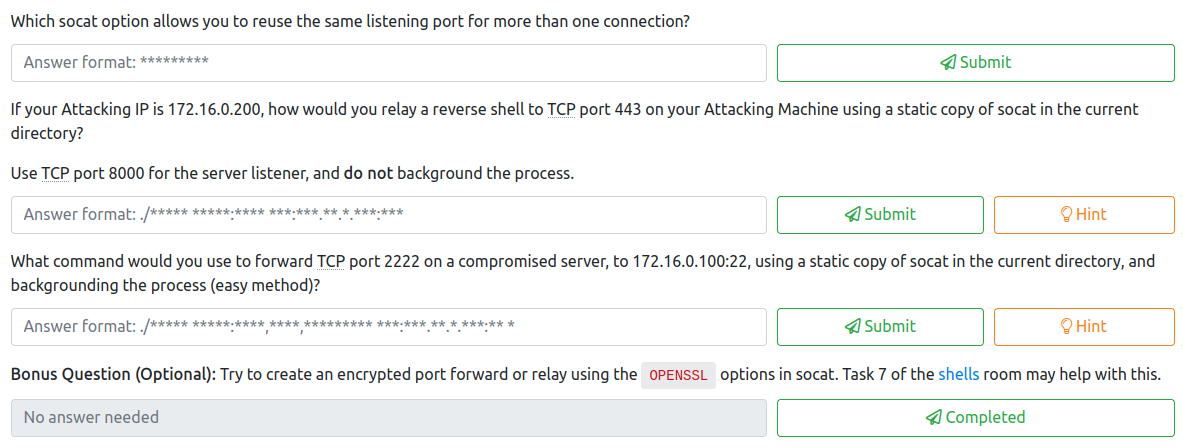 Which socat option allows you to reuse the same listening port for more than one connection?
Answer format: *********
Submit
If your Attacking IP is 172.16.0.200, how would you relay a reverse shell to TCP port 443 on your Attacking Machine using a static copy of socat in the current
directory?
Use TCP port 8000 for the server listener, and do not background the process.
Answer format: ./***** *****:**** ***:***.**.*.***:***
Submit
Hint
What command would you use to forward TCP port 2222 on a compromised server, to 172.16.0.100:22, using a static copy of socat in the current directory, and
backgrounding the process (easy method)?
Answer format: ./***** *****:****,****,********* ***:***.**.*.***:** *
Submit
Hint
Bonus Question (Optional): Try to create an encrypted port forward or relay using the OPENSSL options in socat. Task 7 of the shells room may help with this.
No answer needed
Completed